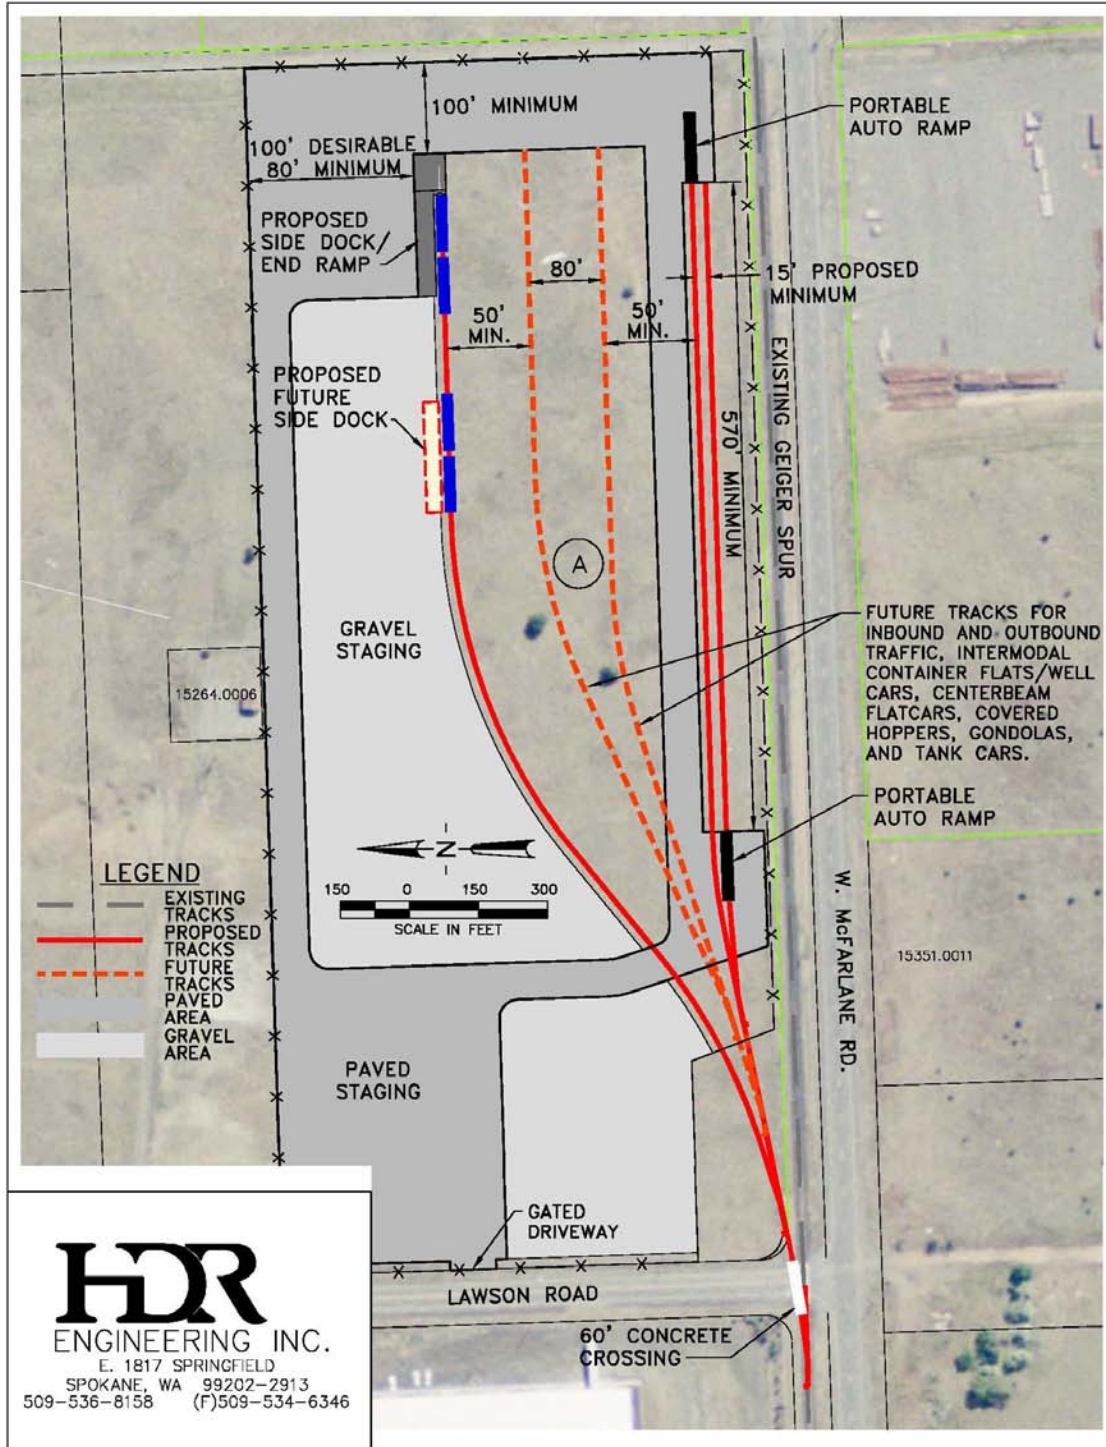 100' MINIMUM
PORTABLE
AUTO RAMP
100' DESIRABLE
80' MINIMUM
PROPOSED
SIDE DOCK/
END RAMP
80'
15' PROPOSED
MINIMUM
50'
MIN.
50'
MIN.
EXISTING GEIGER SPUR
PROPOSED
FUTURE
SIDE DOCK
570' MINIMUM
A
FUTURE TRACKS FOR
INBOUND AND OUTBOUND
TRAFFIC, INTERMODAL
CONTAINER FLATS/WELL
CARS, CENTERBEAM
FLATCARS, COVERED
HOPPERS, GONDOLAS,
AND TANK CARS.
GRAVEL
STAGING
15264.0006
PORTABLE
AUTO RAMP
N
150 0 150 300
SCALE IN FEET
LEGEND
EXISTING
TRACKS
PROPOSED
TRACKS
FUTURE
TRACKS
PAVED
AREA
GRAVEL
AREA
W. McFARLANE RD.
15351.0011
PAVED
STAGING
GATED
DRIVEWAY
LAWSON ROAD
60' CONCRETE
CROSSING
HDR
ENGINEERING INC.
E. 1817 SPRINGFIELD
SPOKANE, WA 99202-2913
509-536-8158 (F)509-534-6346